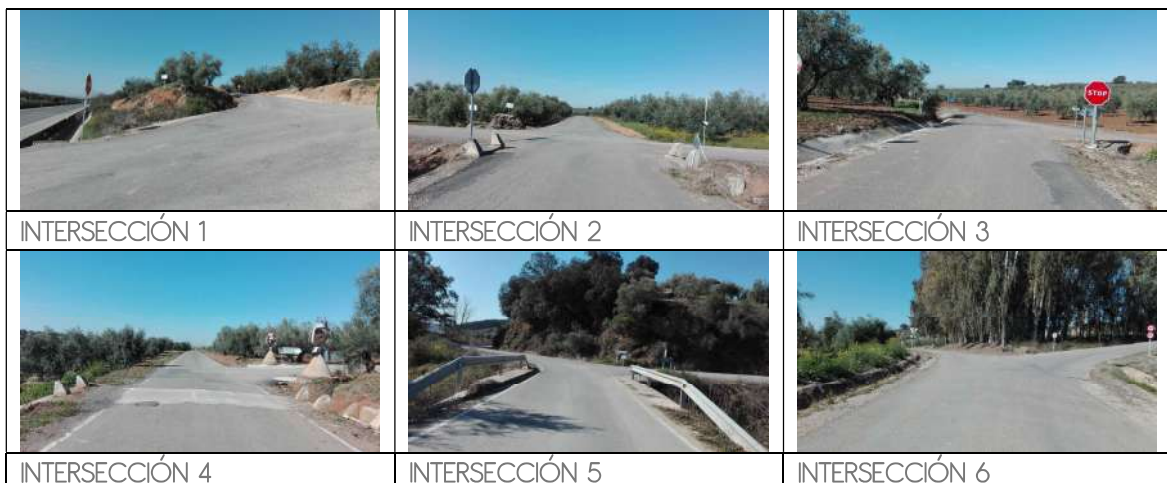 STOP
INTERSECCIÓN 1
INTERSECCIÓN 2
INTERSECCIÓN 3
INTERSECCIÓN 4
INTERSECCIÓN 5
INTERSECCIÓN 6